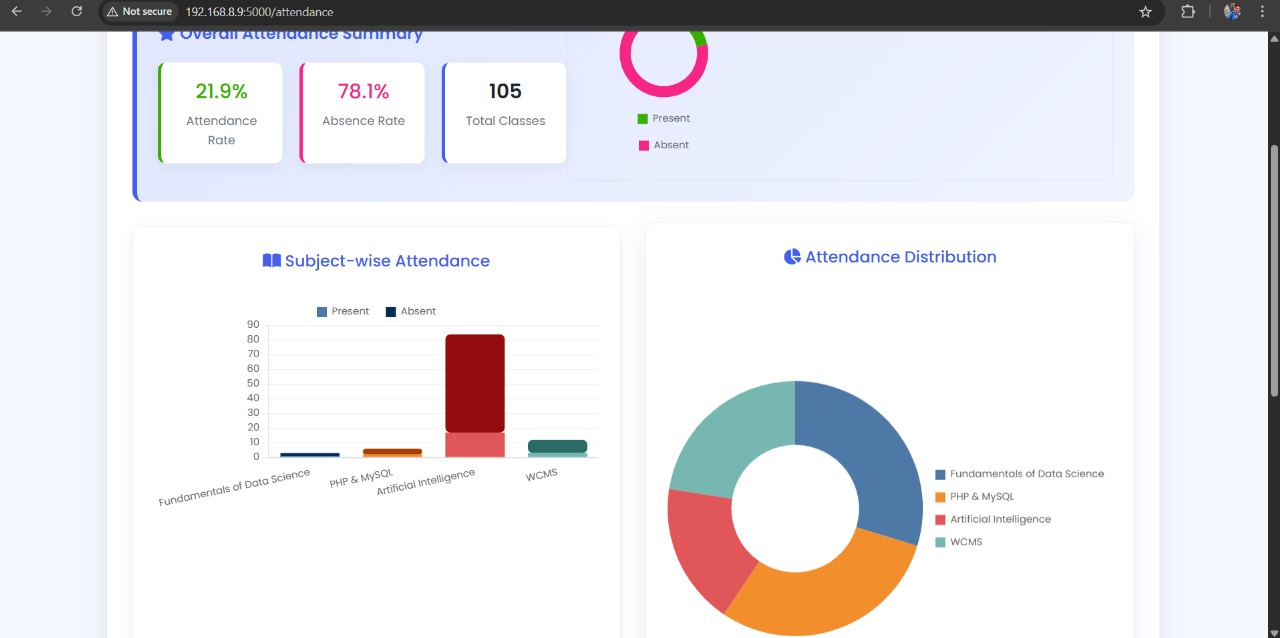 Not secure
192.168.8.9:5000/attendance
Overall Attendance Summary
21.9%
Attendance
Rate
78.1%
Absence Rate
105
Total Classes
Present
Absent
Subject-wise Attendance
Present Absent
90
80
70
60
50
40
30
20
10
0
Fundamentals of Data Science
PHP & MySQL
Artificial Intelligence
WCMS
Attendance Distribution
Fundamentals of Data Science
PHP & MySQL
Artificial Intelligence
WCMS